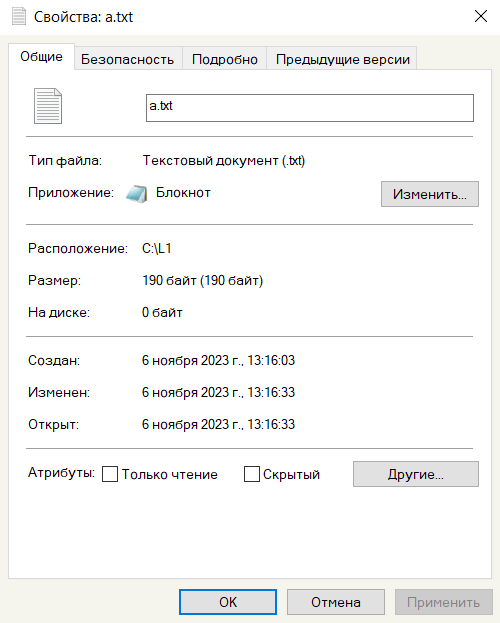 Свойства: a.txt
Общие Безопасность Подробно Предыдущие версии
a.txt
Тип файла: Текстовый документ (.txt)
Приложение: Блокнот Изменить...
Расположение: C:\L1
Размер: 190 байт (190 байт)
На диске: 0 байт
Создан: 6 ноября 2023 г., 13:16:03
Изменен: 6 ноября 2023 г., 13:16:33
Открыт: 6 ноября 2023 г., 13:16:33
Атрибуты: Только чтение Скрытый Другие...
OK Отмена Применить